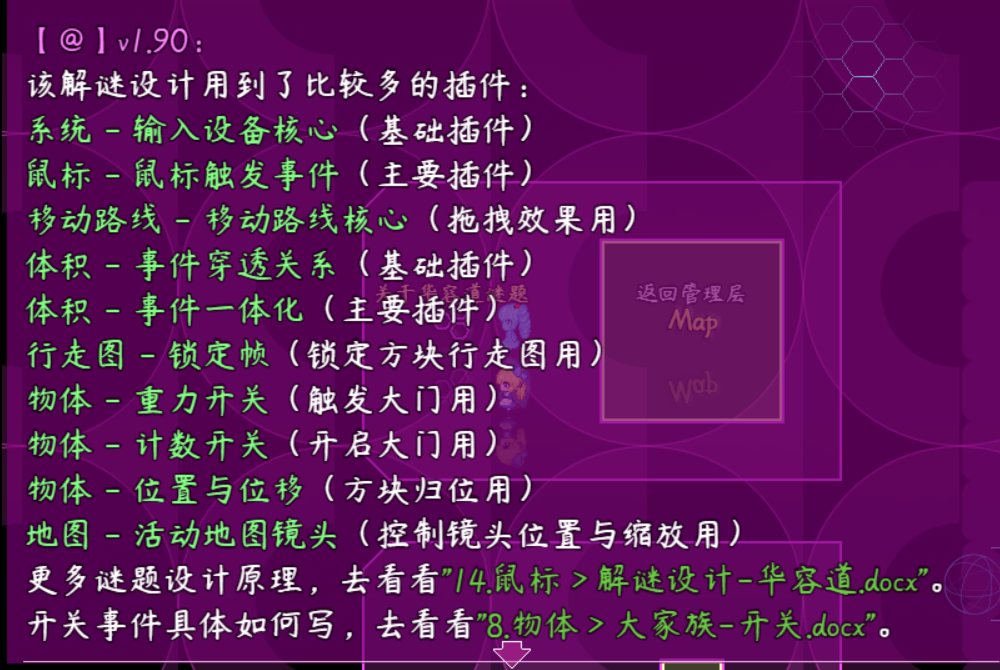 【@】v1.90：
该解谜设计用到了比较多的插件：
系统 - 输入设备核心（基础插件）
鼠标 - 鼠标触发事件（主要插件）
移动路线 - 移动路线核心（拖拽效果用）
体积 - 事件穿透关系（基础插件）
关于华容道谜题
返回管理层
体积 - 事件一体化（主要插件）
Map
行走图 - 锁定帧（锁定方块行走图用）
物体 - 重力开关（触发大门用）
物体 - 计数开关（开启大门用）
物体 - 位置与位移（方块归位用）
地图 - 活动地图镜头（控制镜头位置与缩放用）
更多谜题设计原理，去看看"14.鼠标 > 解谜设计-华容道.docx"。
开关事件具体如何写，去看看"8.物体 > 大家族-开关.docx"。